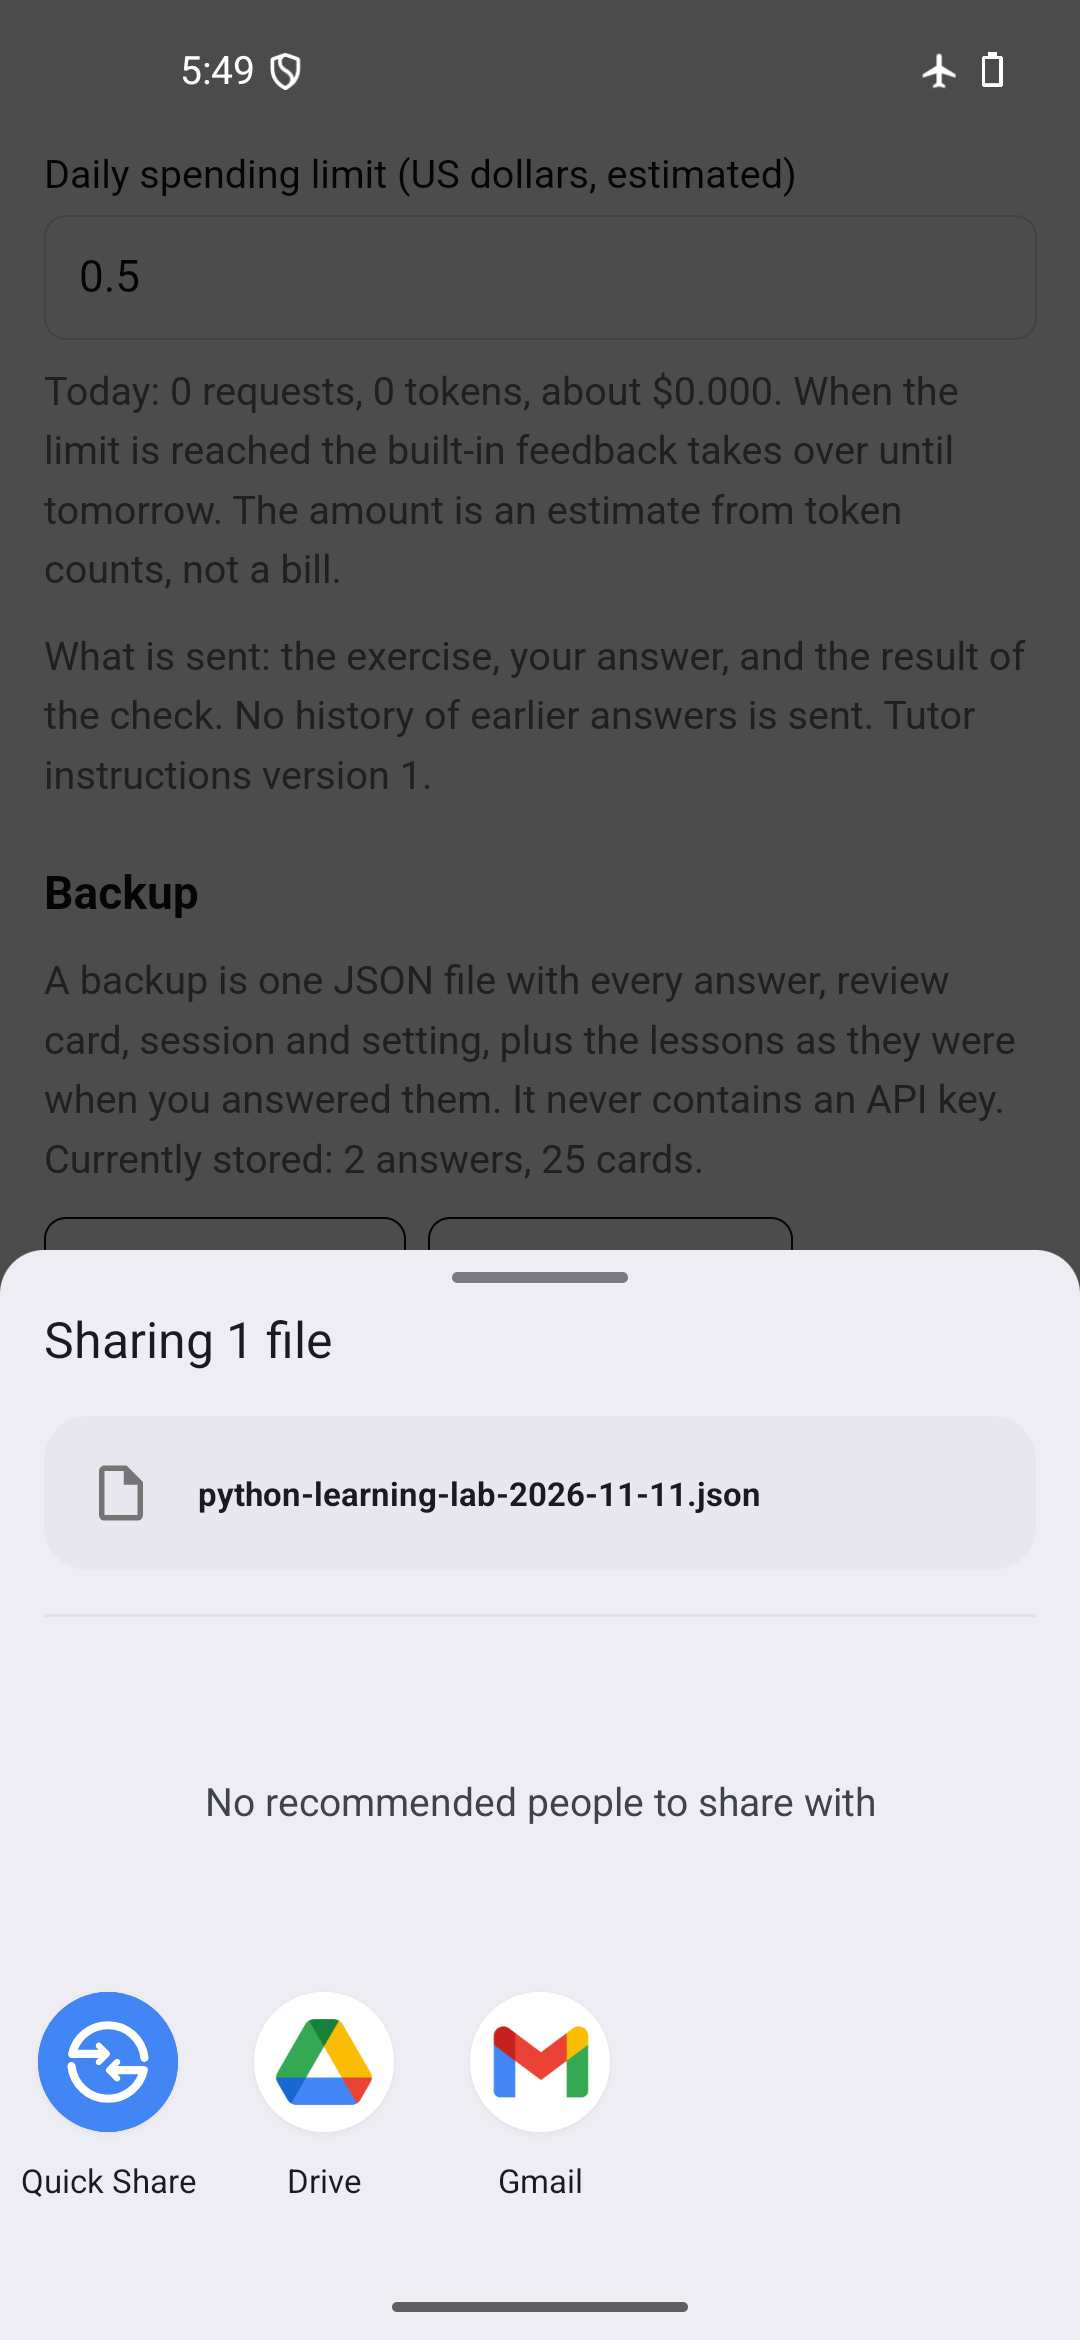 5:49
Daily spending limit (US dollars, estimated)
0.5
Today: 0 requests, 0 tokens, about $0.000. When the
limit is reached the built-in feedback takes over until
tomorrow. The amount is an estimate from token
counts, not a bill.
What is sent: the exercise, your answer, and the result of
the check. No history of earlier answers is sent. Tutor
instructions version 1.
Backup
A backup is one JSON file with every answer, review
card, session and setting, plus the lessons as they were
when you answered them. It never contains an API key.
Currently stored: 2 answers, 25 cards.
Sharing 1 file
python-learning-lab-2026-11-11.json
No recommended people to share with
Quick Share
Drive
Gmail